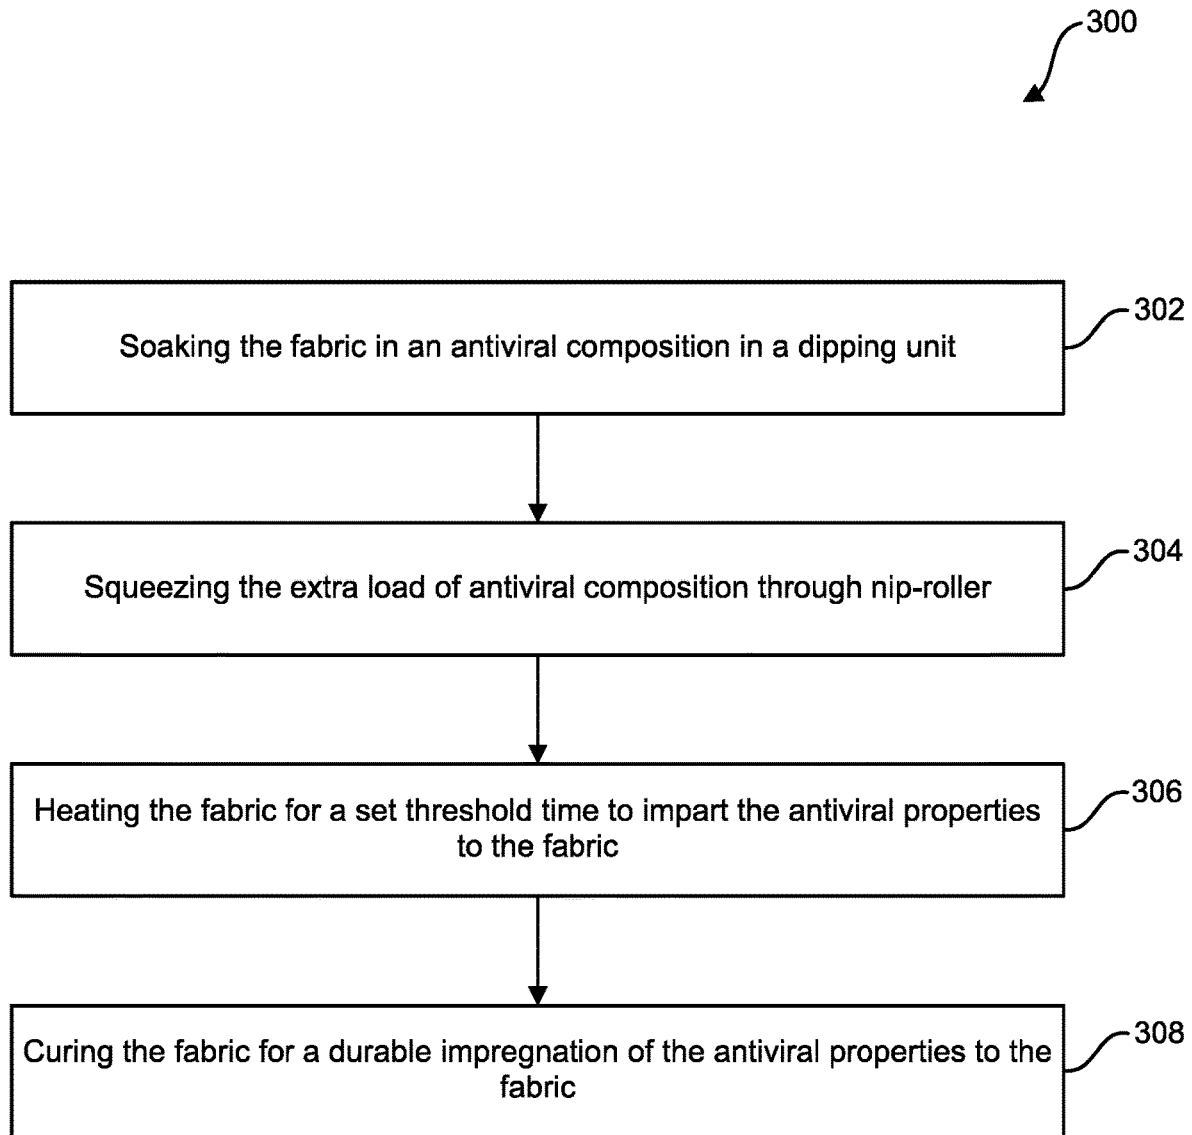 300
Soaking the fabric in an antiviral composition in a dipping unit
302
Squeezing the extra load of antiviral composition through nip-roller
304
Heating the fabric for a set threshold time to impart the antiviral properties
to the fabric
306
Curing the fabric for a durable impregnation of the antiviral properties to the
fabric
308